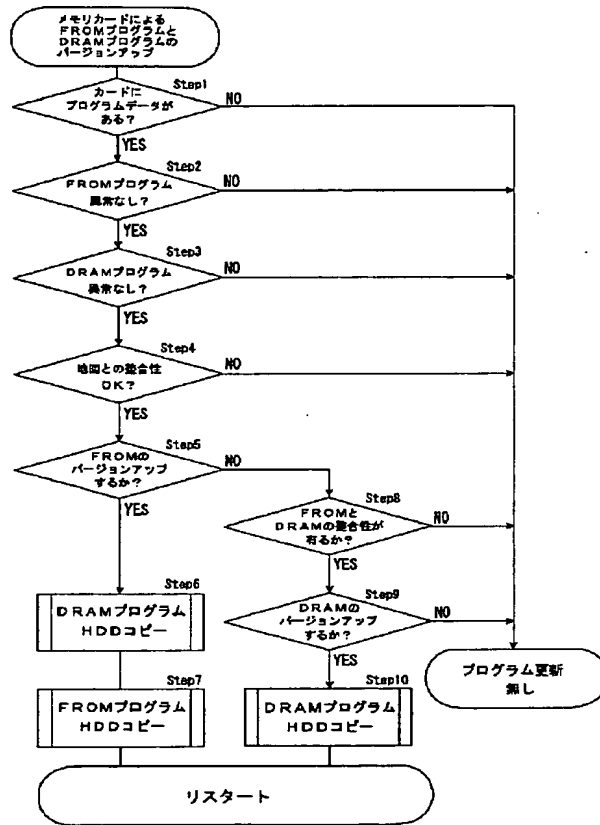 メモリカードによる
FROMプログラムと
DRAMプログラムの
バージョンアップ
Step1
カードに
プログラムデータが
ある?
NO
YES
Step2
FROMプログラム
異常なし?
NO
YES
Step3
DRAMプログラム
異常なし?
NO
YES
Step4
地図との整合性
OK?
NO
YES
Step5
FROMの
バージョンアップ
するか?
NO
YES
Step8
FROMと
DRAMの整合性が
有るか?
NO
YES
Step6
DRAMプログラム
HDDコピー
Step9
DRAMの
バージョンアップ
するか?
NO
YES
プログラム更新
無し
Step7
FROMプログラム
HDDコピー
Step10
DRAMプログラム
HDDコピー
リスタート